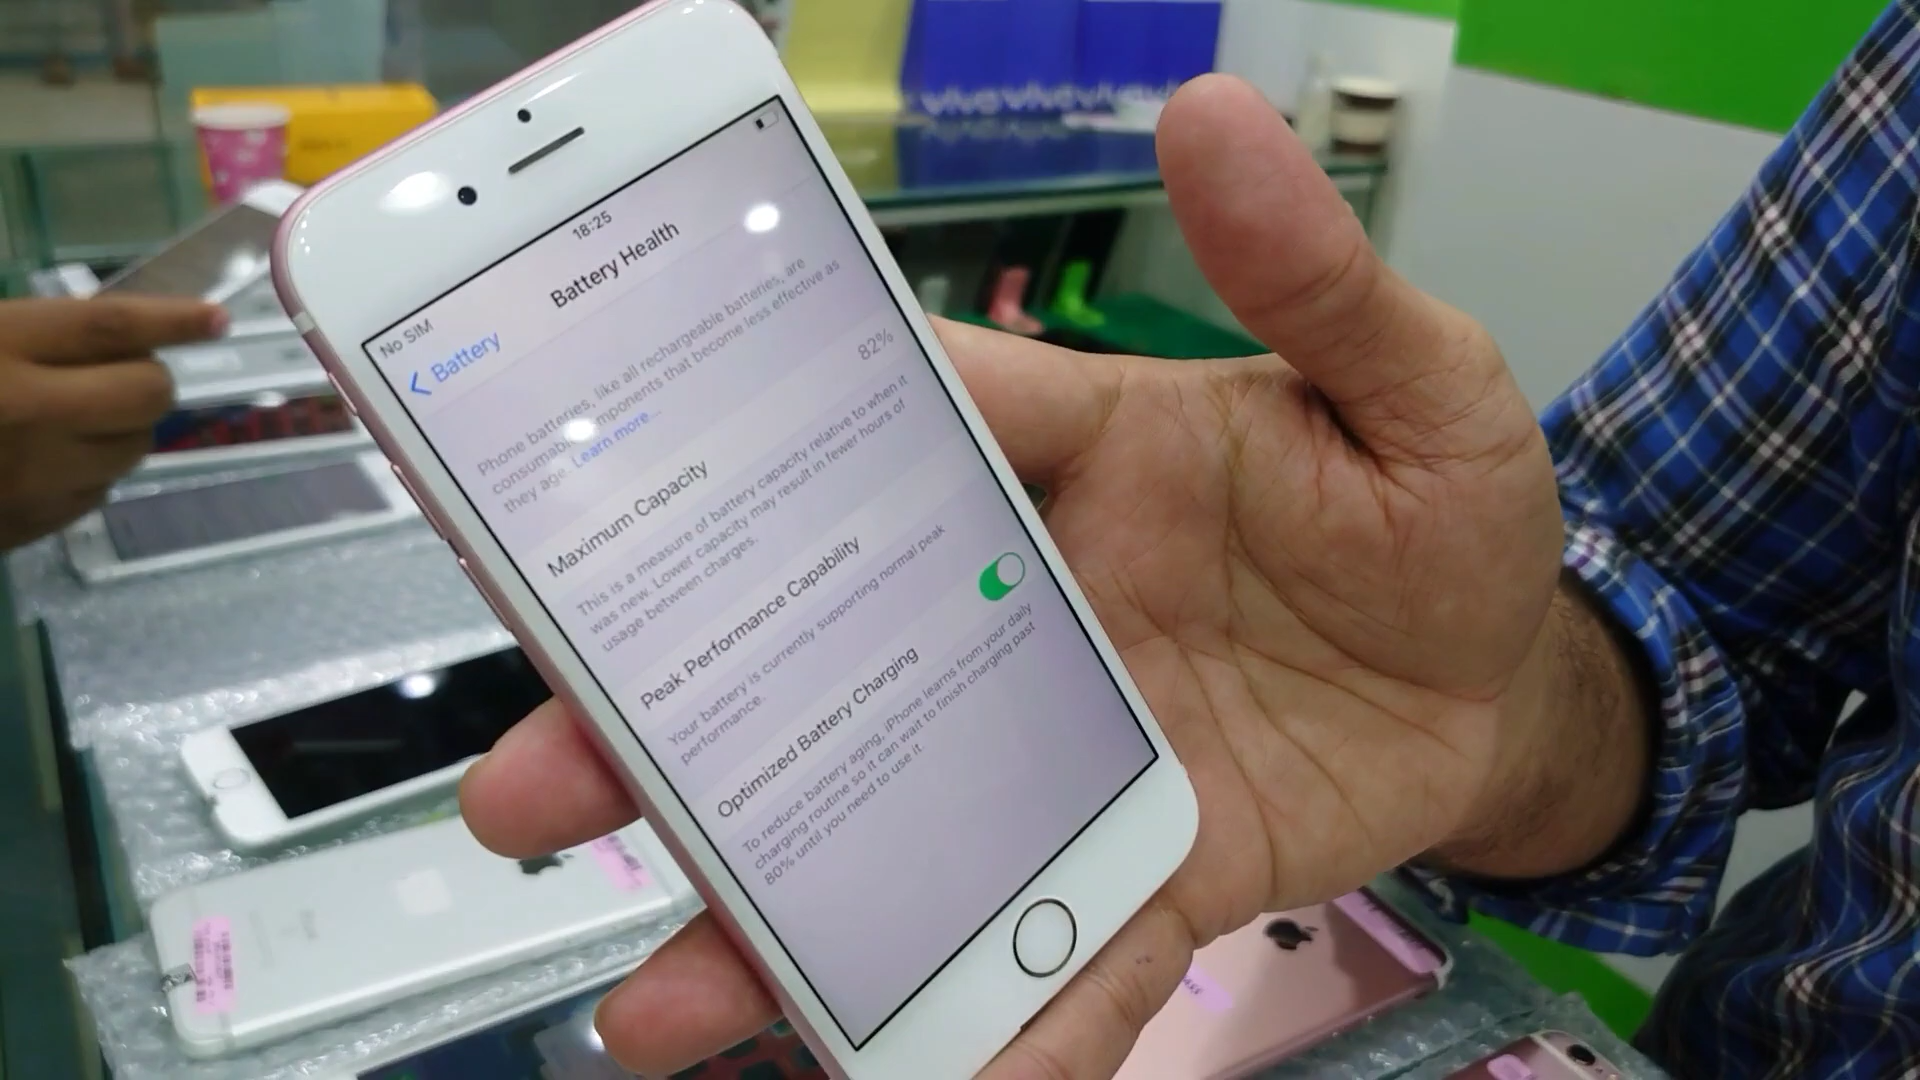 18:25
No SIM
Battery
Battery Health
Phone batteries, like all rechargeable batteries, are
consumable components that become less effective as
they age. Learn more...
Maximum Capacity
82%
This is a measure of battery capacity relative to when it
was new. Lower capacity may result in fewer hours of
usage between charges.
Peak Performance Capability
Your battery is currently supporting normal peak
performance.
Optimized Battery Charging
To reduce battery aging, iPhone learns from your daily
charging routine so it can wait to finish charging past
80% until you need to use it.
vivo vivo vivo